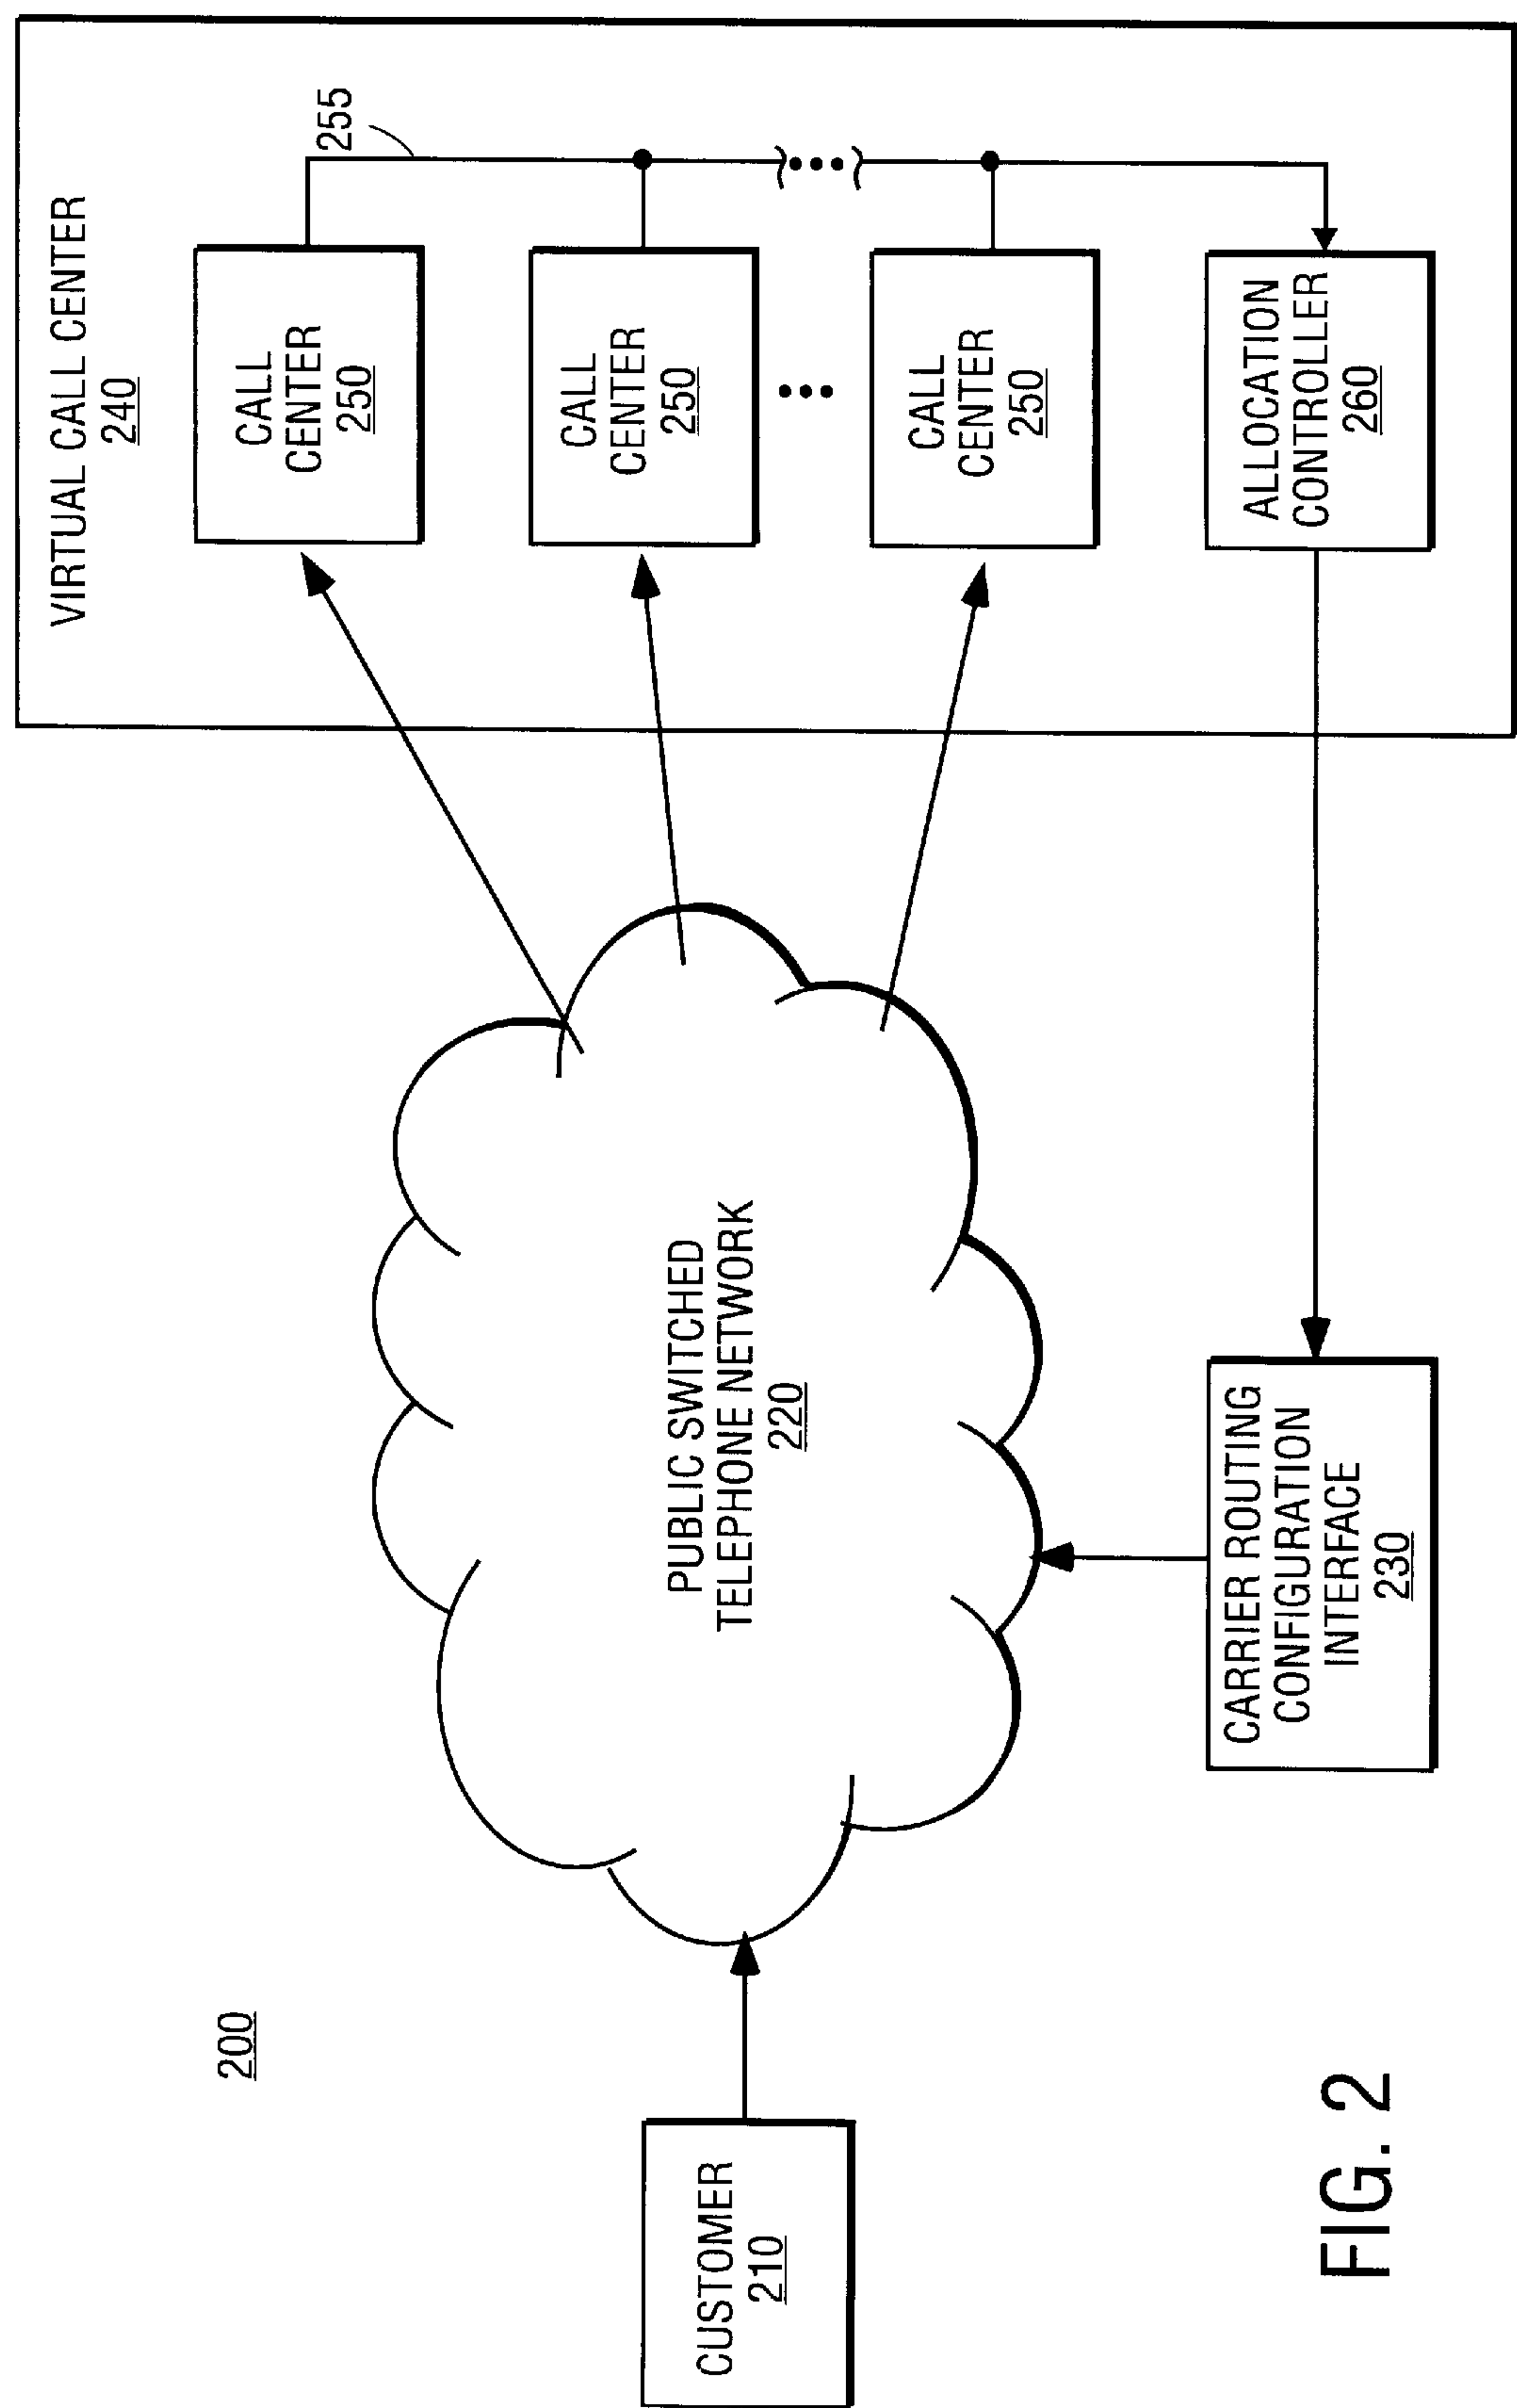 200
CUSTOMER
210
PUBLIC SWITCHED
TELEPHONE NETWORK
220
CARRIER ROUTING
CONFIGURATION
INTERFACE
230
VIRTUAL CALL CENTER
240
CALL
CENTER
250
CALL
CENTER
250
CALL
CENTER
250
255
ALLOCATION
CONTROLLER
260
FIG. 2